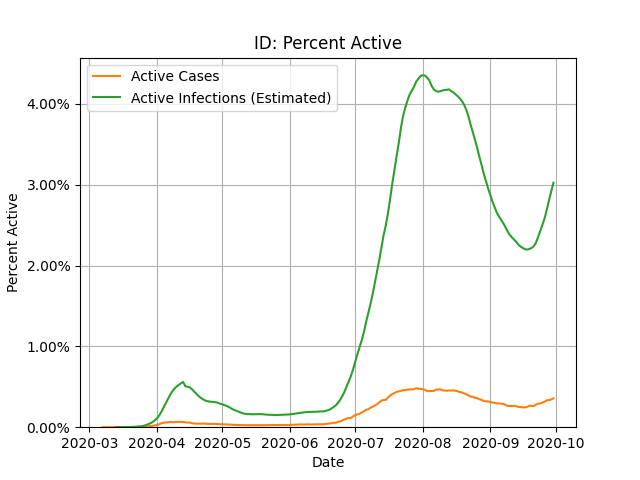 ID: Percent Active
Active Cases
Active Infections (Estimated)
Percent Active
4.00%
3.00%
2.00%
1.00%
0.00%
2020-03 2020-04 2020-05 2020-06 2020-07 2020-08 2020-09 2020-10
Date